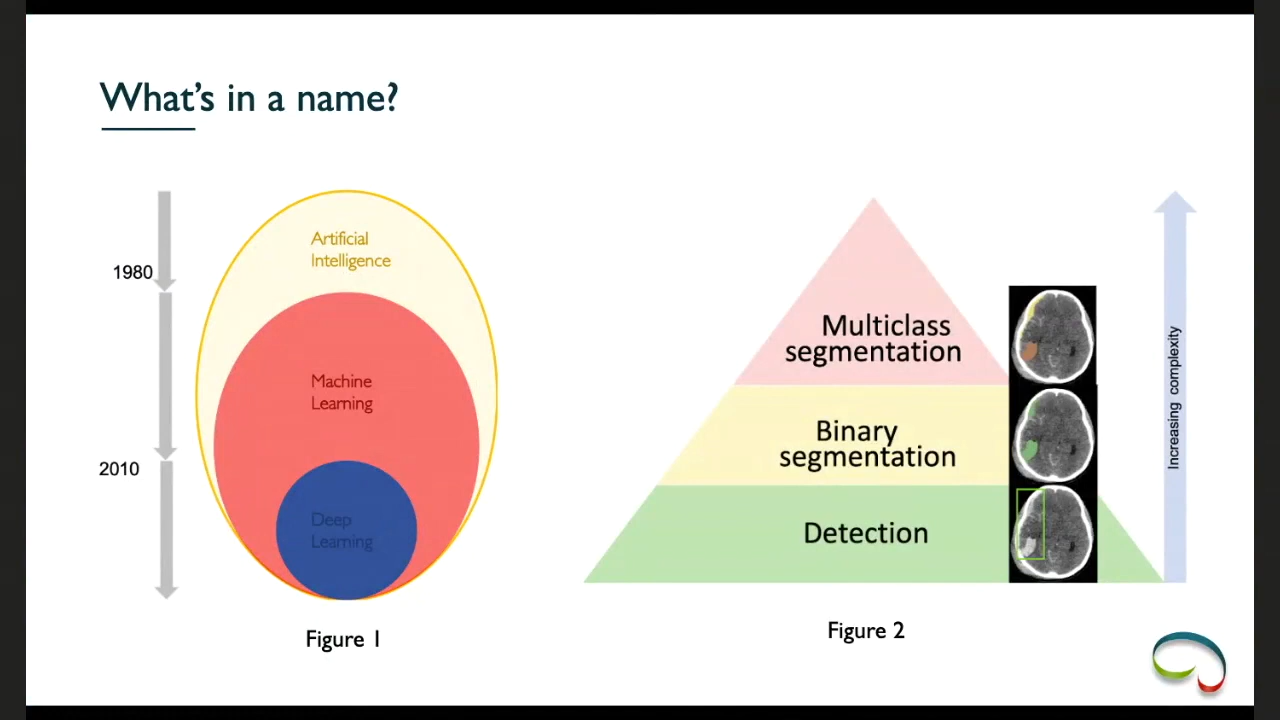 What's in a name?
Artificial
Intelligence
1980
Machine
Learning
2010
Deep
Learning
Figure 1
Multiclass
segmentation
Binary
segmentation
Detection
Increasing complexity
Figure 2